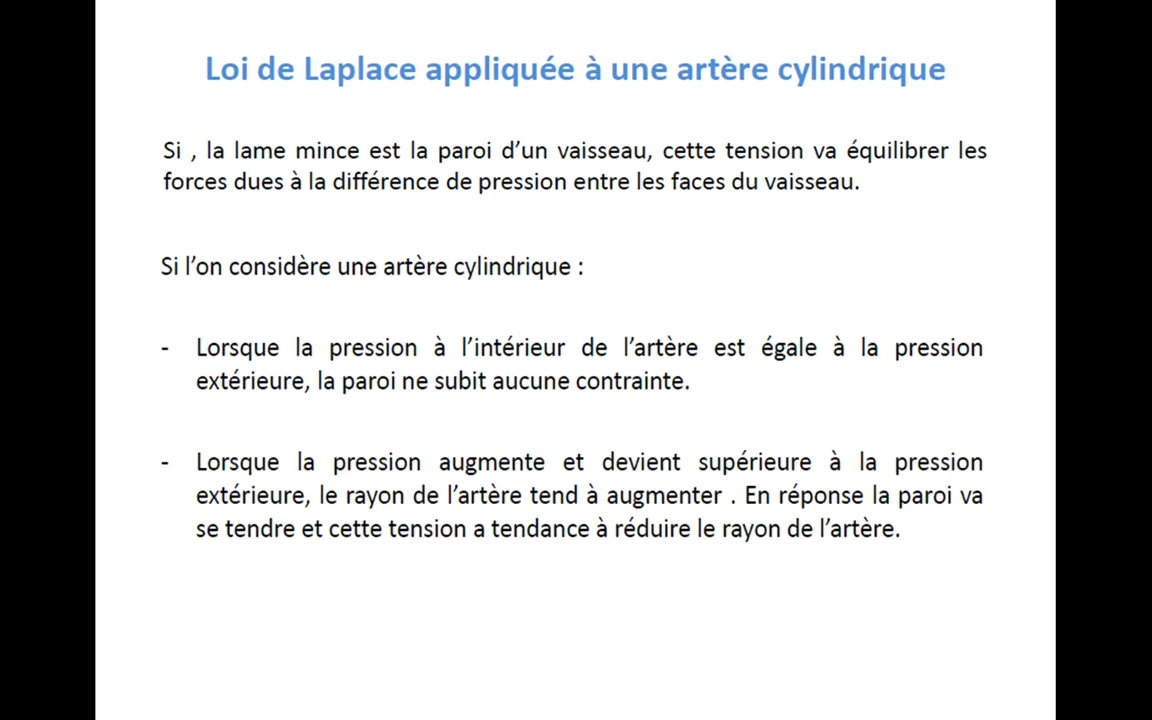 Loi de Laplace appliquée à une artère cylindrique
Si , la lame mince est la paroi d’un vaisseau, cette tension va équilibrer les
forces dues à la différence de pression entre les faces du vaisseau.
Si l’on considère une artère cylindrique :
- Lorsque la pression à l’intérieur de l’artère est égale à la pression
extérieure, la paroi ne subit aucune contrainte.
- Lorsque la pression augmente et devient supérieure à la pression
extérieure, le rayon de l’artère tend à augmenter . En réponse la paroi va
se tendre et cette tension a tendance à réduire le rayon de l’artère.